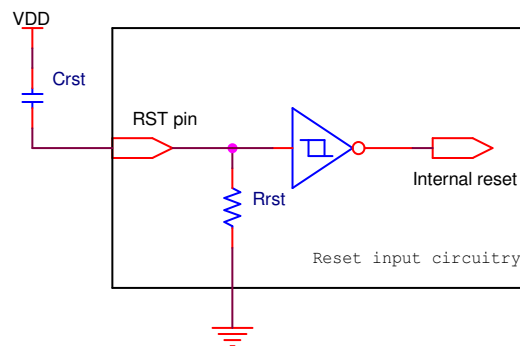 VDD
Crst
RST pin
Rrst
Internal reset
Reset input circuitry